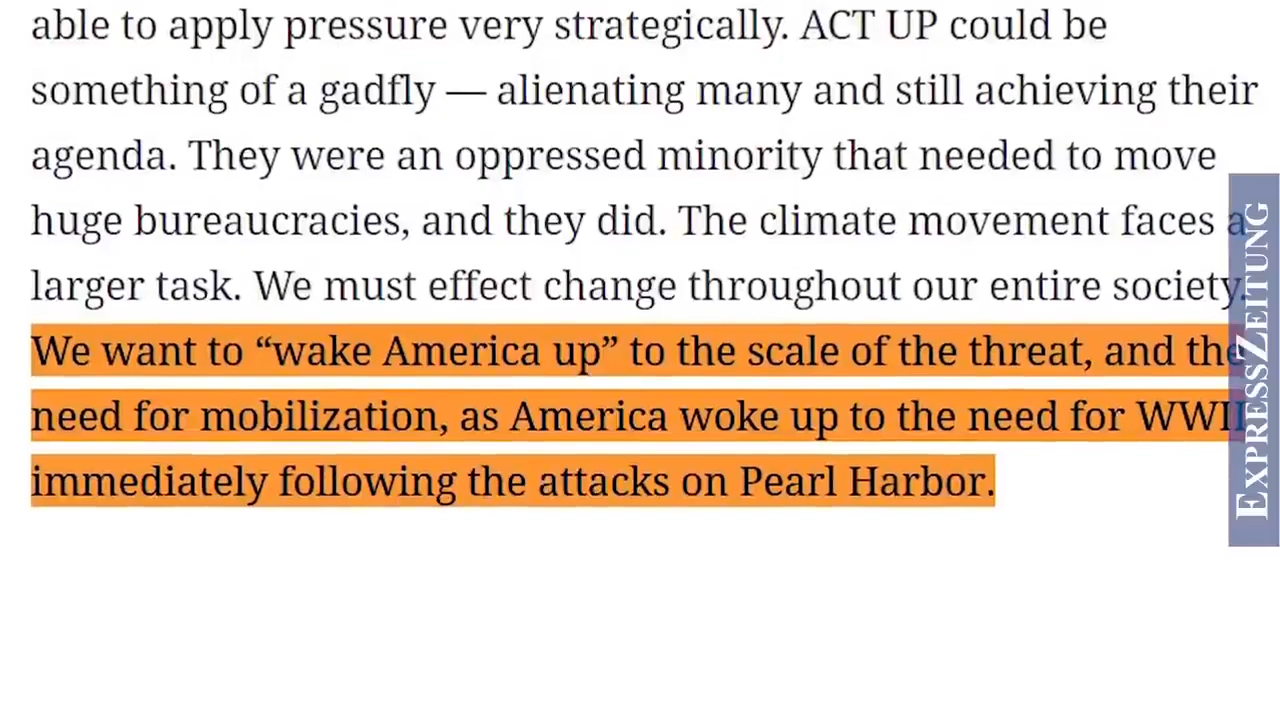 able to apply pressure very strategically. ACT UP could be
something of a gadfly — alienating many and still achieving their
agenda. They were an oppressed minority that needed to move
huge bureaucracies, and they did. The climate movement faces a
larger task. We must effect change throughout our entire society.
We want to “wake America up” to the scale of the threat, and the
need for mobilization, as America woke up to the need for WWII
immediately following the attacks on Pearl Harbor.
EXPRESSZEITUNG